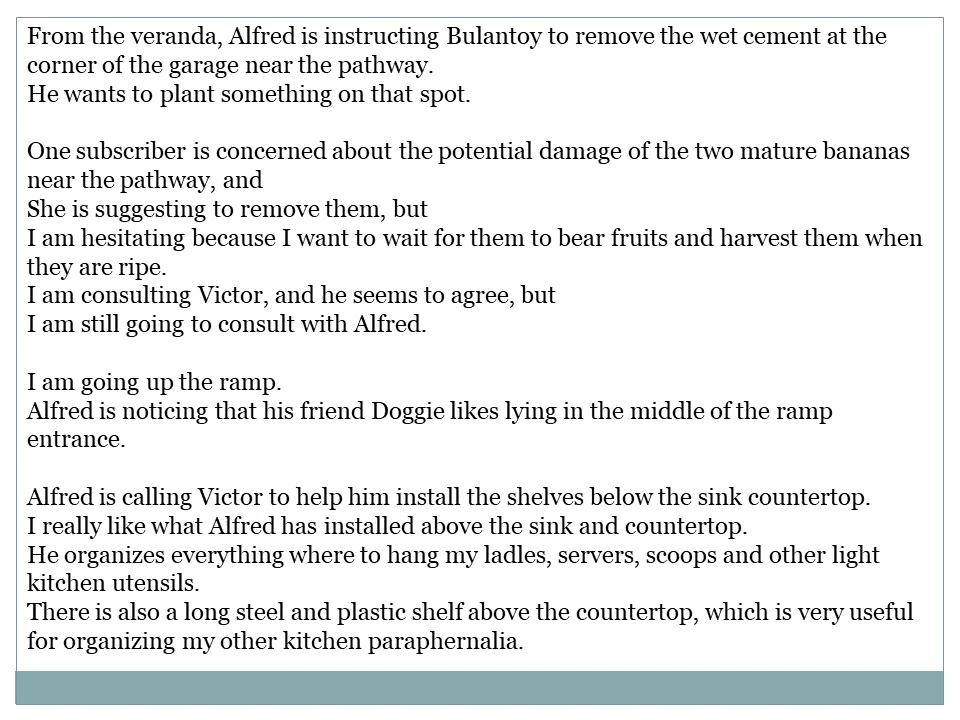 From the veranda, Alfred is instructing Bulantoy to remove the wet cement at the
corner of the garage near the pathway.
He wants to plant something on that spot.
One subscriber is concerned about the potential damage of the two mature bananas
near the pathway, and
She is suggesting to remove them, but
I am hesitating because I want to wait for them to bear fruits and harvest them when
they are ripe.
I am consulting Victor, and he seems to agree, but
I am still going to consult with Alfred.
I am going up the ramp.
Alfred is noticing that his friend Doggie likes lying in the middle of the ramp
entrance.
Alfred is calling Victor to help him install the shelves below the sink countertop.
I really like what Alfred has installed above the sink and countertop.
He organizes everything where to hang my ladles, servers, scoops and other light
kitchen utensils.
There is also a long steel and plastic shelf above the countertop, which is very useful
for organizing my other kitchen paraphernalia.